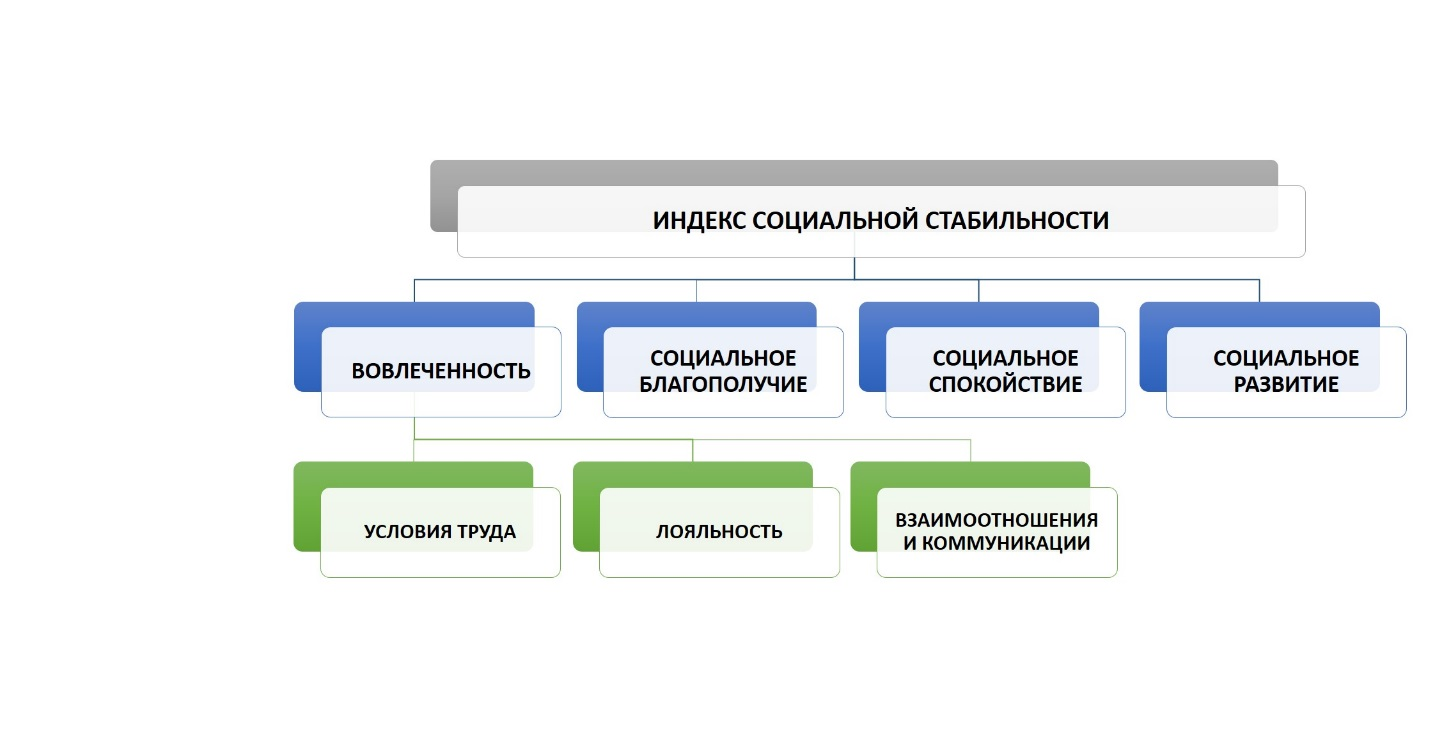 ИНДЕКС СОЦИАЛЬНОЙ СТАБИЛЬНОСТИ
ВОВЛЕЧЕННОСТЬ
СОЦИАЛЬНОЕ
БЛАГОПОЛУЧИЕ
СОЦИАЛЬНОЕ
СПОКОЙСТВИЕ
СОЦИАЛЬНОЕ
РАЗВИТИЕ
УСЛОВИЯ ТРУДА
ЛОЯЛЬНОСТЬ
ВЗАИМООТНОШЕНИЯ
И КОММУНИКАЦИИ